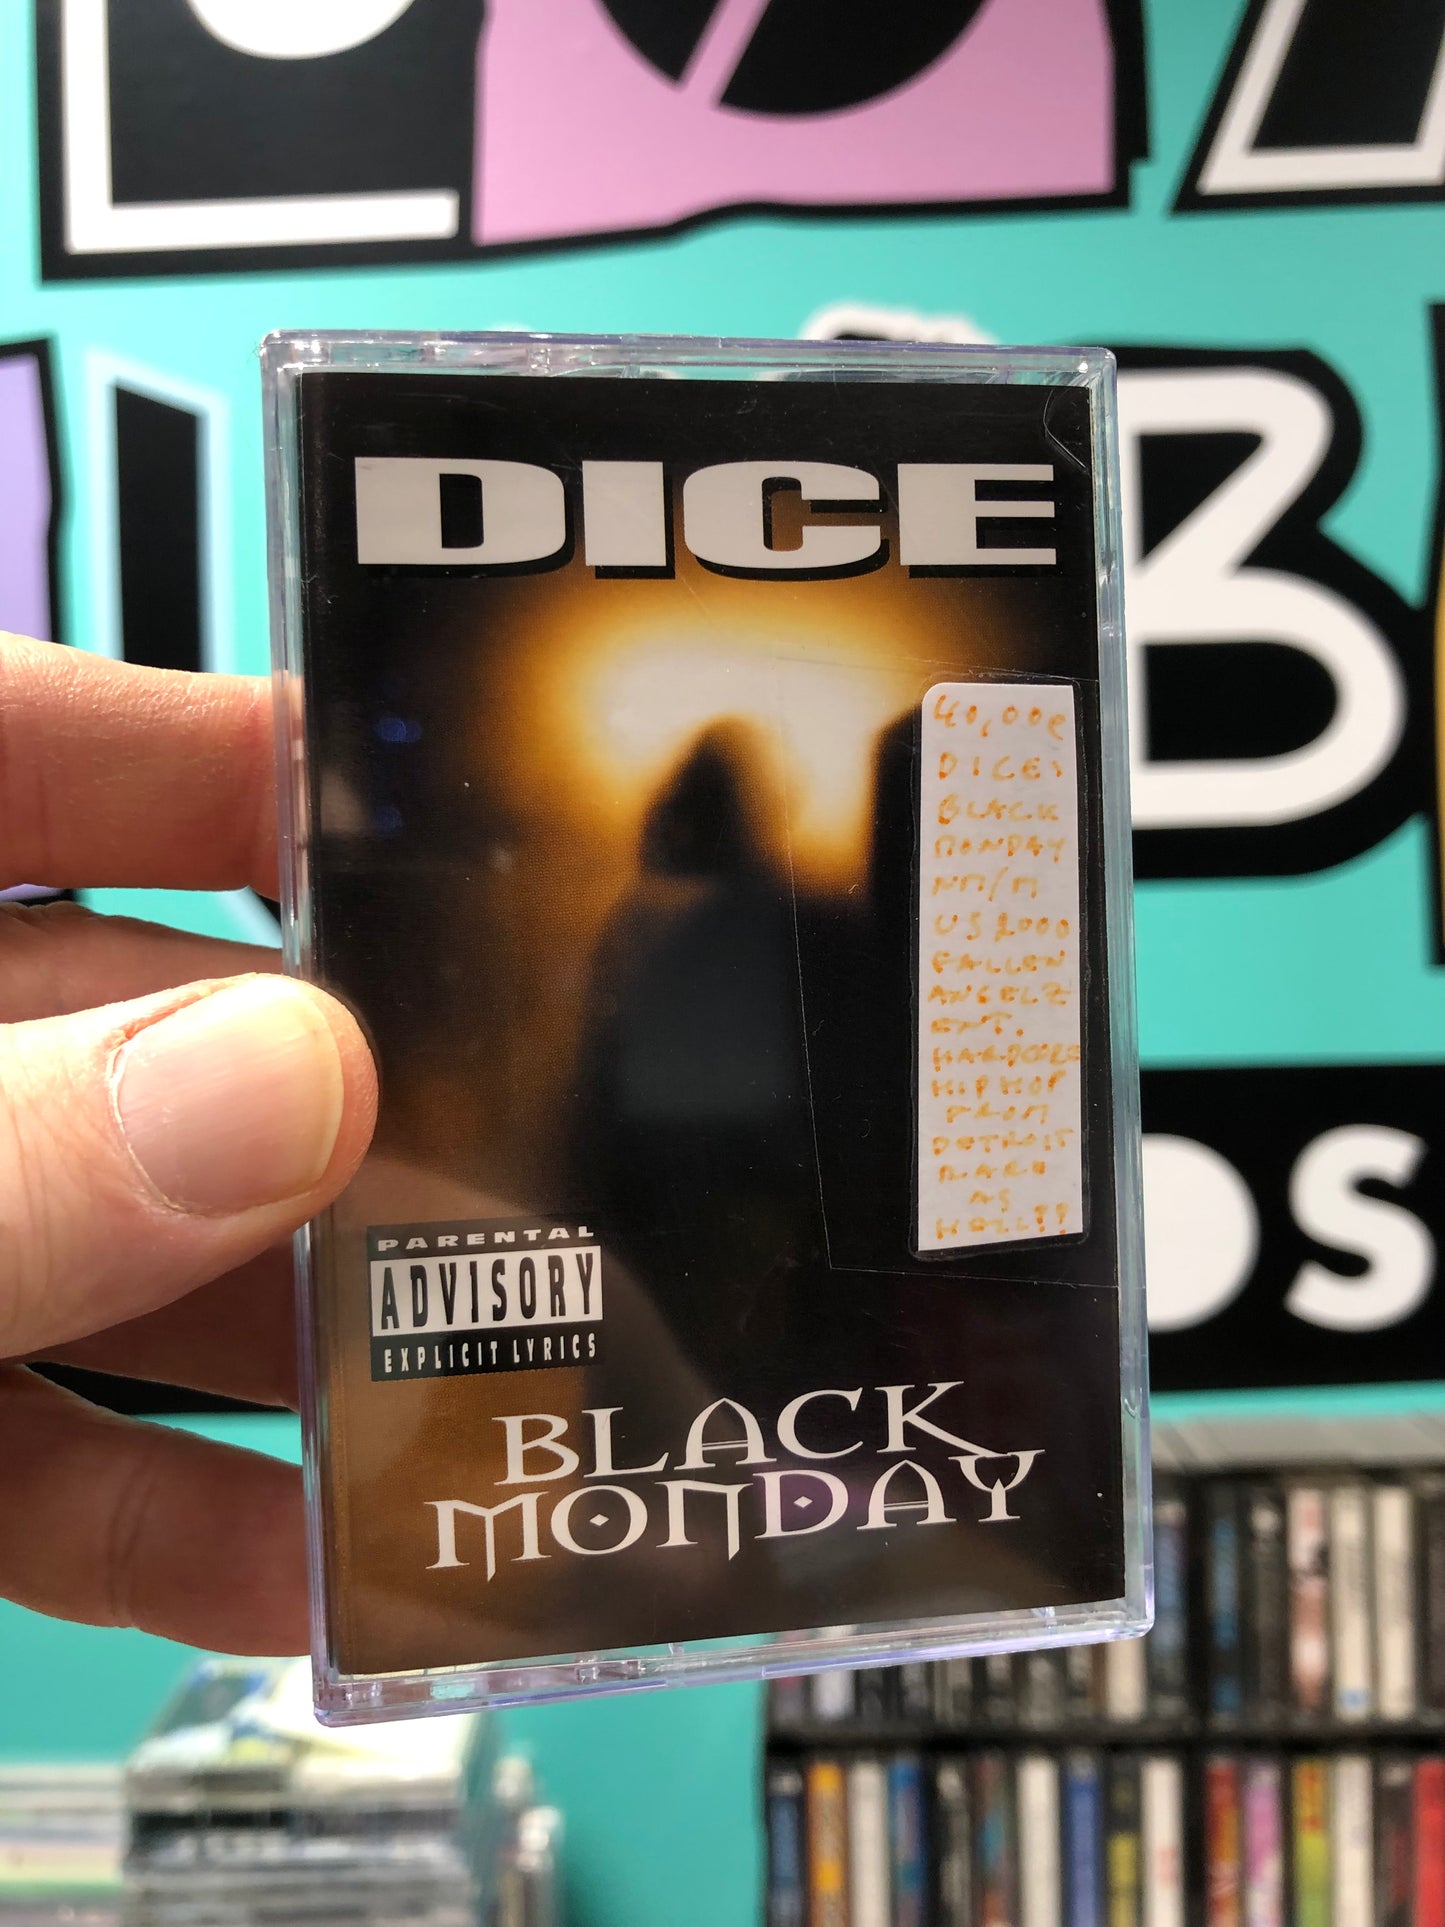 DICE
40,00€
DICE:
BLACK
MONDAY
NM/M
US 2000
FALLEN
ANGELZ
ENT.
HARDCORE
HIPHOP
FROM
DETROIT
RARE
AS
HELL!!
PARENTAL
ADVISORY
EXPLICIT LYRICS
BLACK
MONDAY